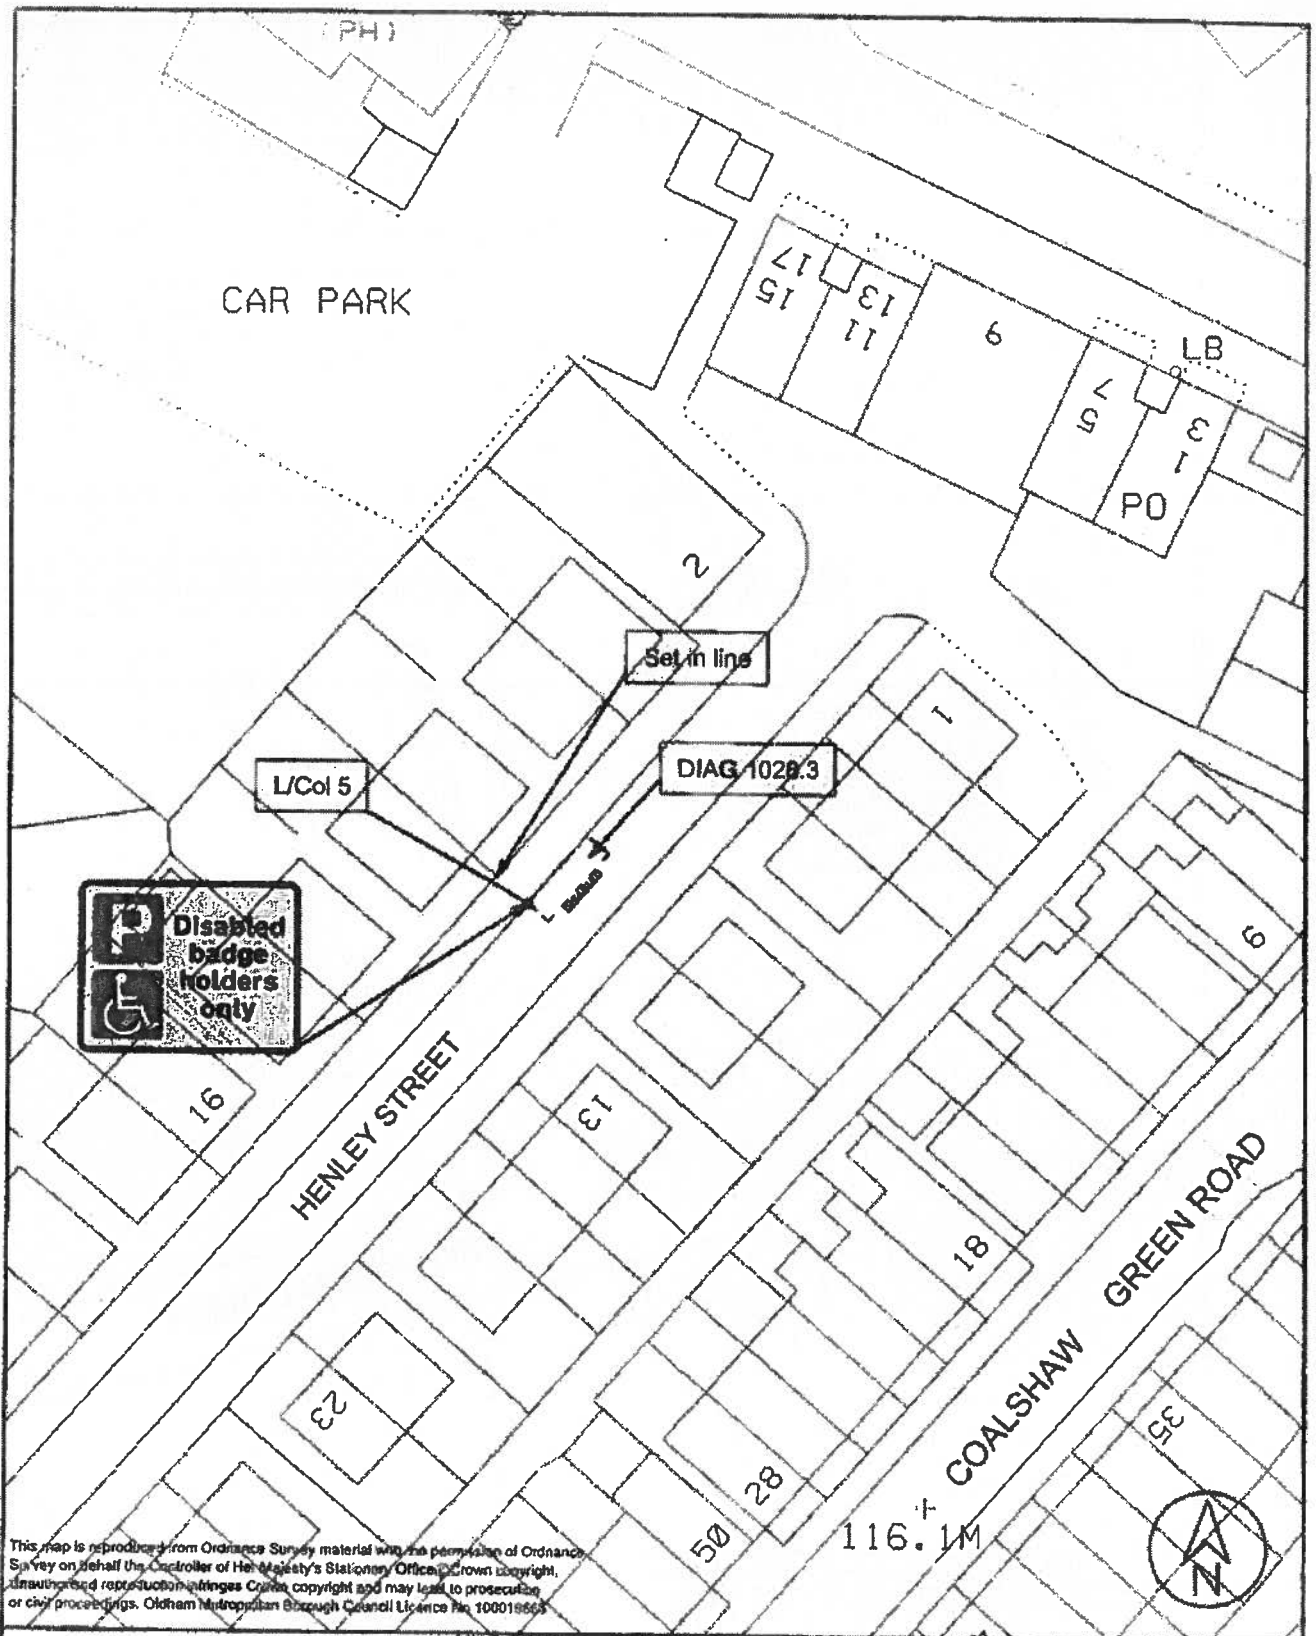 (PH)
CAR PARK
17
15
13
11
9
LB
7
5
3
1
PO
2
Set in line
1
L/Col 5
DIAG 1028.3
P
Disabled
badge
holders
only
9
16
HENLEY STREET
13
18
GREEN ROAD
COALSHAW
23
35
28
50
116.1M
N
This map is reproduced from Ordnance Survey material with the permission of Ordnance
Survey on behalf the Controller of Her Majesty's Stationery Office © Crown copyright,
Unauthorised reproduction infringes Crown copyright and may lead to prosecution
or civil proceedings. Oldham Metropolitan Borough Council Licence No